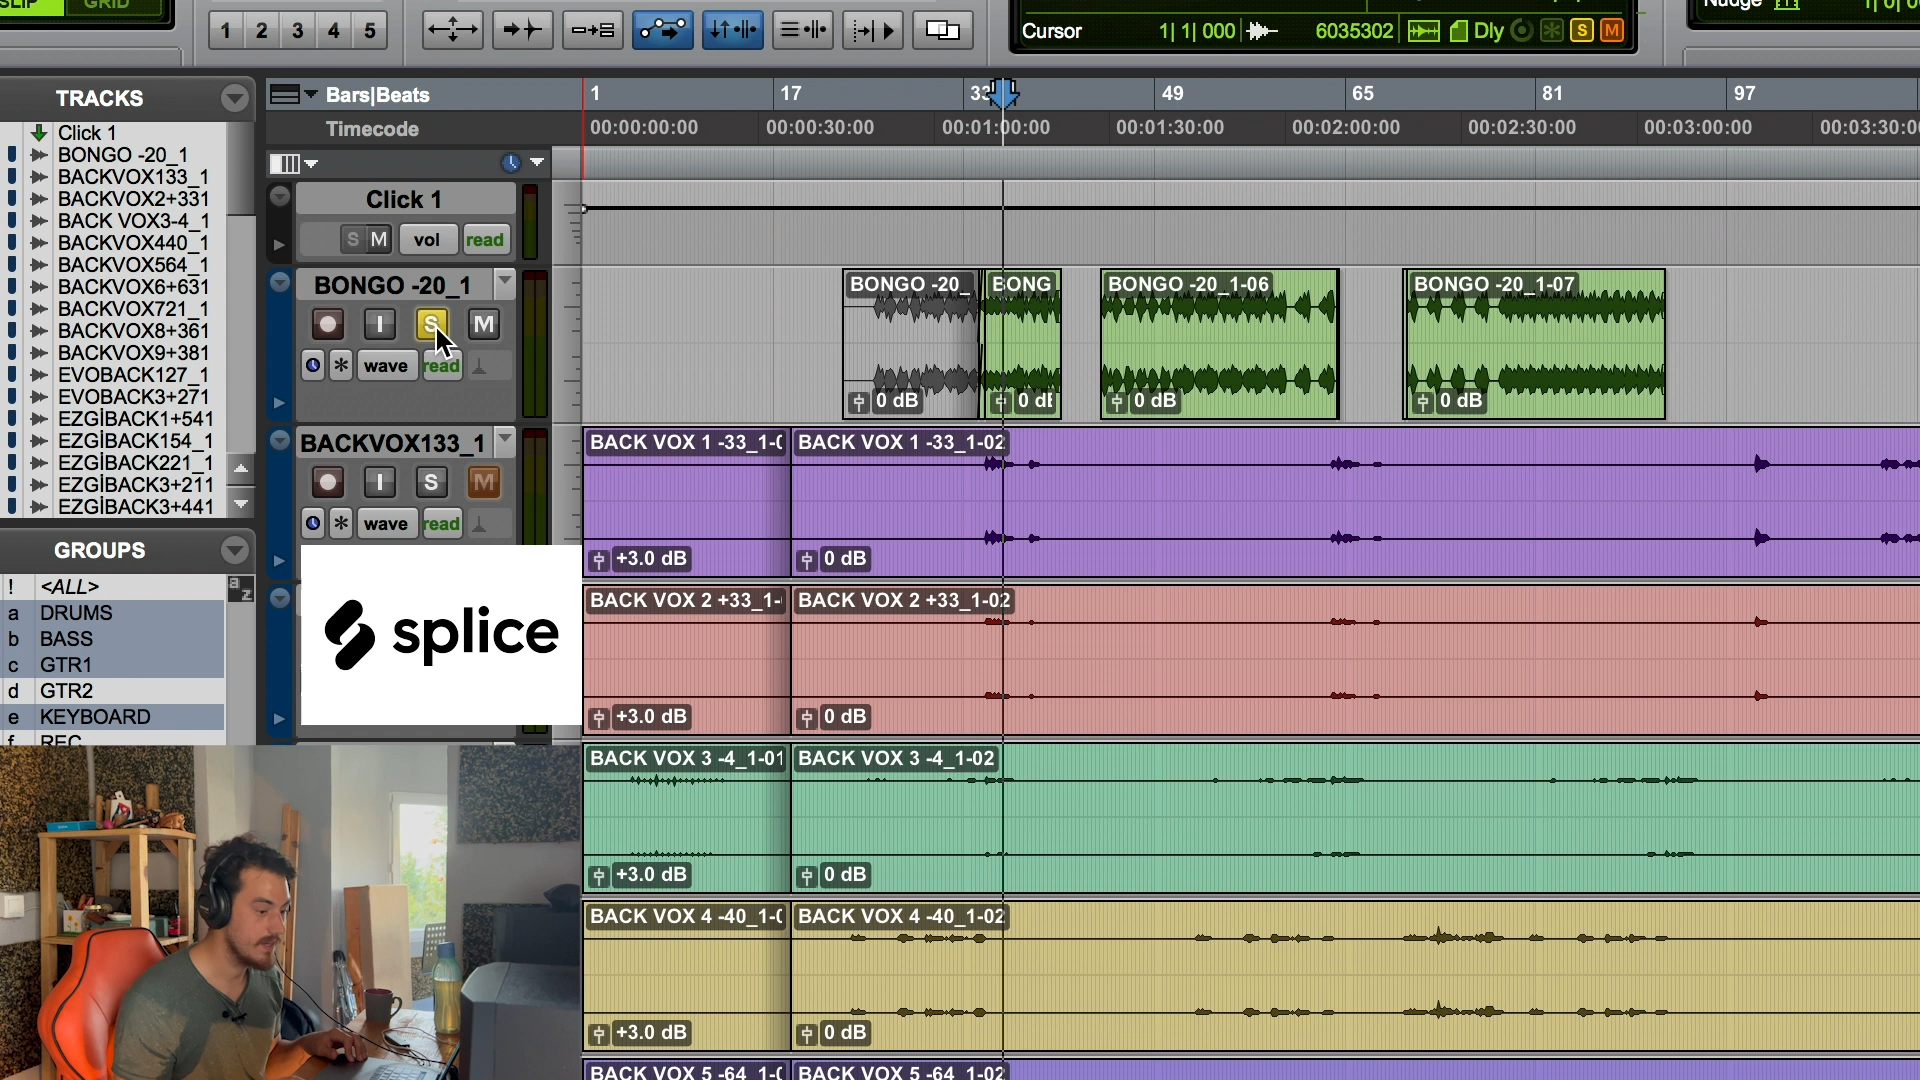 SLIP GRID
1 2 3 4 5
Cursor 1| 1| 000 6035302 Dly S M
Nudge
TRACKS
Click 1
BONGO -20_1
BACKVOX133_1
BACKVOX2+331
BACK VOX3-4_1
BACKVOX440_1
BACKVOX564_1
BACKVOX6+631
BACKVOX721_1
BACKVOX8+361
BACKVOX9+381
EVOBACK127_1
EVOBACK3+271
EZGİBACK1+541
EZGİBACK154_1
EZGİBACK221_1
EZGİBACK3+211
EZGİBACK3+441
GROUPS
! <ALL>
a DRUMS
b BASS
c GTR1
d GTR2
e KEYBOARD
f REC
a z
Bars|Beats 1 17 33 49 65 81 97
Timecode 00:00:00:00 00:00:30:00 00:01:00:00 00:01:30:00 00:02:00:00 00:02:30:00 00:03:00:00 00:03:30:00
Click 1
S M vol read
BONGO -20_1
I S M
wave read
BONGO -20_ BONG BONGO -20_1-06 BONGO -20_1-07
0 dB 0 dB 0 dB 0 dB
BACKVOX133_1
I S M
wave read
BACK VOX 1 -33_1-0 BACK VOX 1 -33_1-02
+3.0 dB 0 dB
splice
BACK VOX 2 +33_1- BACK VOX 2 +33_1-02
+3.0 dB 0 dB
BACK VOX 3 -4_1-01 BACK VOX 3 -4_1-02
+3.0 dB 0 dB
BACK VOX 4 -40_1-0 BACK VOX 4 -40_1-02
+3.0 dB 0 dB
BACK VOX 5 -64_1-0 BACK VOX 5 -64_1-02